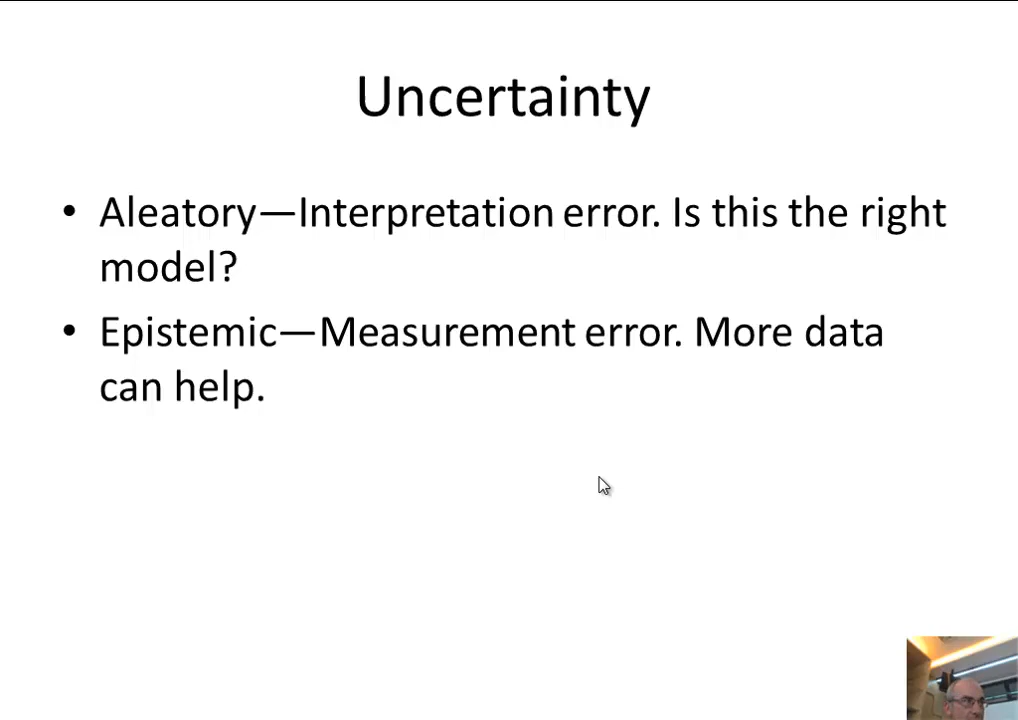 Uncertainty
• Aleatory—Interpretation error. Is this the right
model?
• Epistemic—Measurement error. More data
can help.